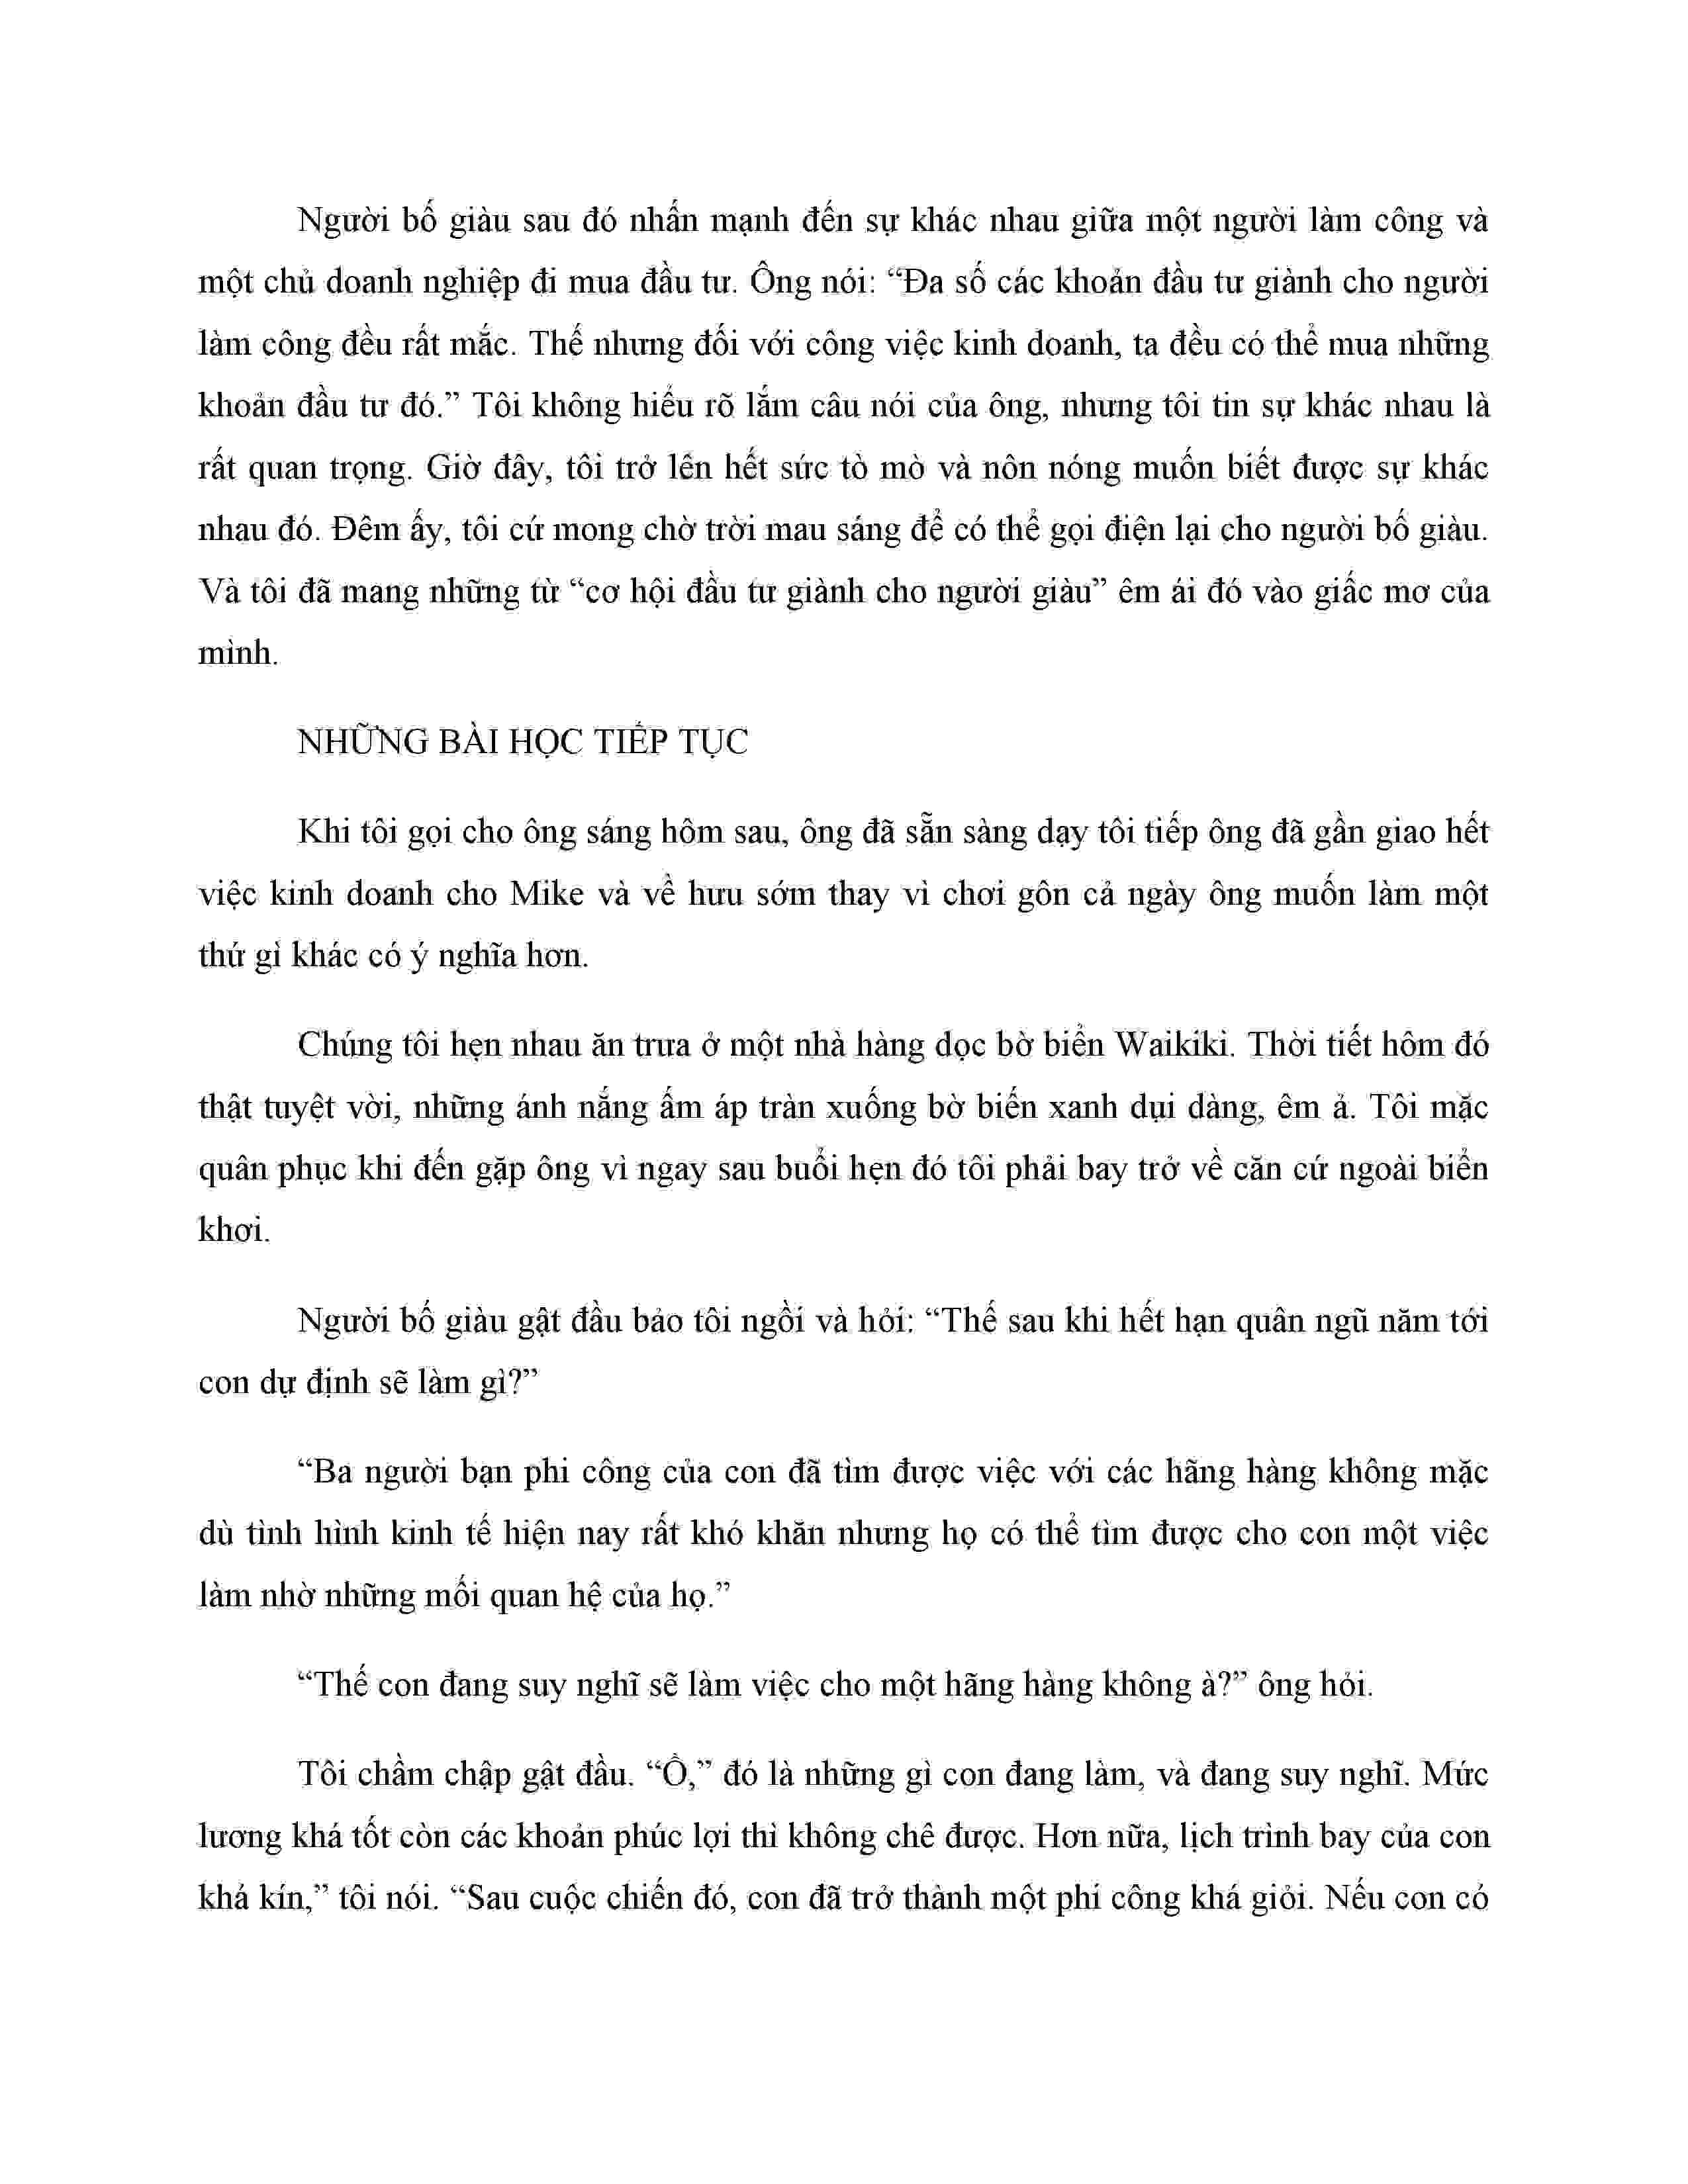 Người bố giàu sau đó nhấn mạnh đến sự khác nhau giữa một người làm công và
một chủ doanh nghiệp đi mua đầu tư. Ông nói: “Đa số các khoản đầu tư giành cho người
làm công đều rất mắc. Thế nhưng đối với công việc kinh doanh, ta đều có thể mua những
khoản đầu tư đó.” Tôi không hiểu rõ lắm câu nói của ông, nhưng tôi tin sự khác nhau là
rất quan trọng. Giờ đây, tôi trở lên hết sức tò mò và nôn nóng muốn biết được sự khác
nhau đó. Đêm ấy, tôi cứ mong chờ trời mau sáng để có thể gọi điện lại cho người bố giàu.
Và tôi đã mang những từ “cơ hội đầu tư giành cho người giàu” êm ái đó vào giấc mơ của
mình.
NHỮNG BÀI HỌC TIẾP TỤC
Khi tôi gọi cho ông sáng hôm sau, ông đã sẵn sàng dạy tôi tiếp ông đã gần giao hết
việc kinh doanh cho Mike và về hưu sớm thay vì chơi gôn cả ngày ông muốn làm một
thứ gì khác có ý nghĩa hơn.
Chúng tôi hẹn nhau ăn trưa ở một nhà hàng dọc bờ biển Waikiki. Thời tiết hôm đó
thật tuyệt vời, những ánh nắng ấm áp tràn xuống bờ biến xanh dụi dàng, êm ả. Tôi mặc
quân phục khi đến gặp ông vì ngay sau buổi hẹn đó tôi phải bay trở về căn cứ ngoài biển
khơi.
Người bố giàu gật đầu bảo tôi ngồi và hỏi: “Thế sau khi hết hạn quân ngũ năm tới
con dự định sẽ làm gì?”
“Ba người bạn phi công của con đã tìm được việc với các hãng hàng không mặc
dù tình hình kinh tế hiện nay rất khó khăn nhưng họ có thể tìm được cho con một việc
làm nhờ những mối quan hệ của họ.”
“Thế con đang suy nghĩ sẽ làm việc cho một hãng hàng không à?” ông hỏi.
Tôi chầm chập gật đầu. “Ồ,” đó là những gì con đang làm, và đang suy nghĩ. Mức
lương khá tốt còn các khoản phúc lợi thì không chê được. Hơn nữa, lịch trình bay của con
khá kín,” tôi nói. “Sau cuộc chiến đó, con đã trở thành một phi công khá giỏi. Nếu con có